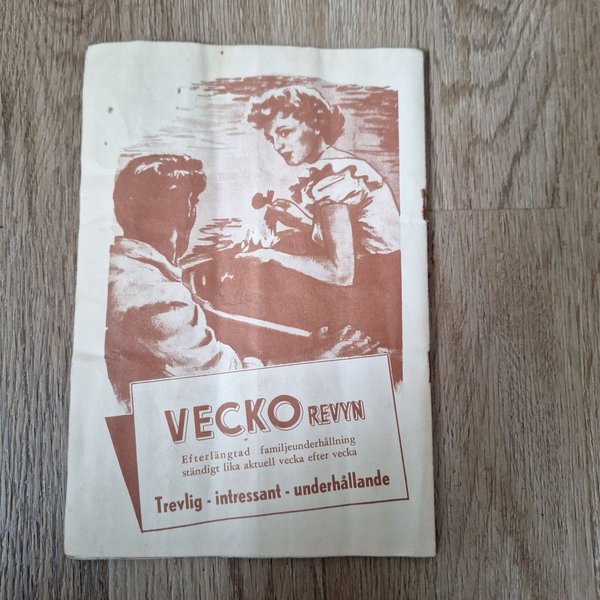 VECKO REVYN
Efterlängtad familjeunderhållning
ständigt lika aktuell vecka efter vecka
Trevlig - intressant - underhållande